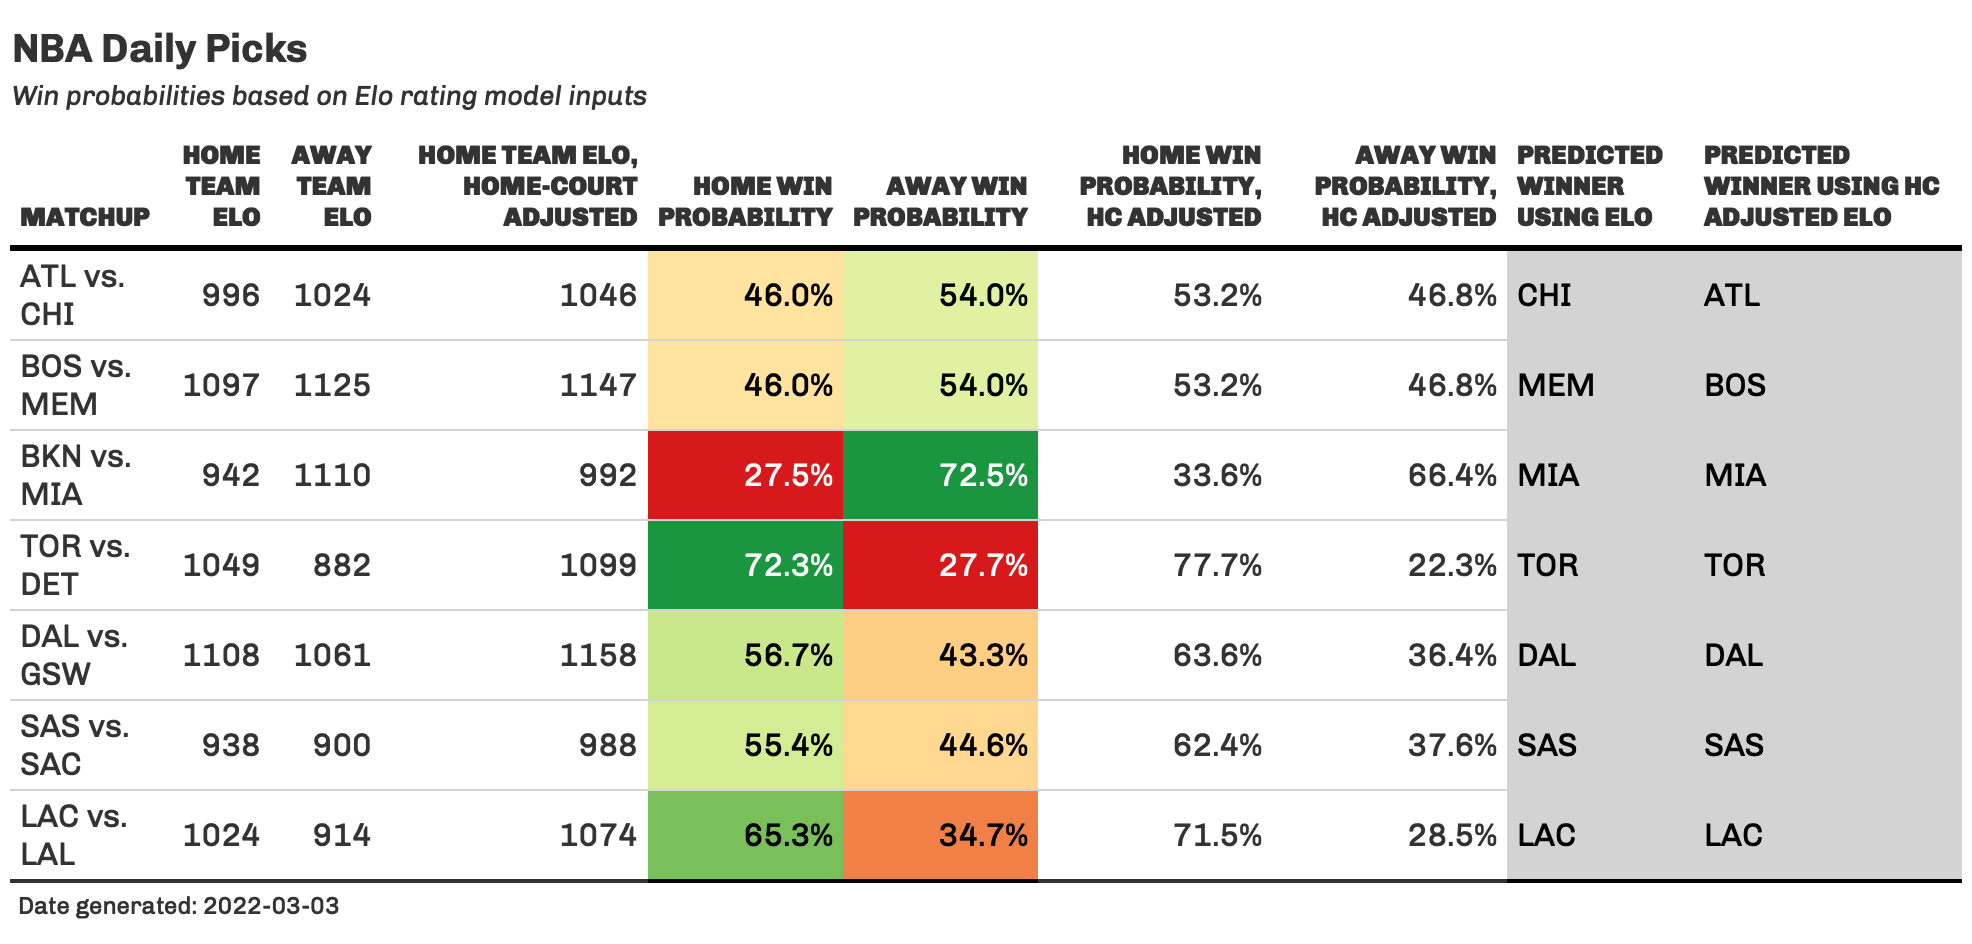 NBA Daily Picks
Win probabilities based on Elo rating model inputs
MATCHUP HOME TEAM ELO AWAY TEAM ELO HOME TEAM ELO, HOME-COURT ADJUSTED HOME WIN PROBABILITY AWAY WIN PROBABILITY HOME WIN PROBABILITY, HC ADJUSTED AWAY WIN PROBABILITY, HC ADJUSTED PREDICTED WINNER USING ELO PREDICTED WINNER USING HC ADJUSTED ELO
ATL vs. CHI 996 1024 1046 46.0% 54.0% 53.2% 46.8% CHI ATL
BOS vs. MEM 1097 1125 1147 46.0% 54.0% 53.2% 46.8% MEM BOS
BKN vs. MIA 942 1110 992 27.5% 72.5% 33.6% 66.4% MIA MIA
TOR vs. DET 1049 882 1099 72.3% 27.7% 77.7% 22.3% TOR TOR
DAL vs. GSW 1108 1061 1158 56.7% 43.3% 63.6% 36.4% DAL DAL
SAS vs. SAC 938 900 988 55.4% 44.6% 62.4% 37.6% SAS SAS
LAC vs. LAL 1024 914 1074 65.3% 34.7% 71.5% 28.5% LAC LAC
Date generated: 2022-03-03